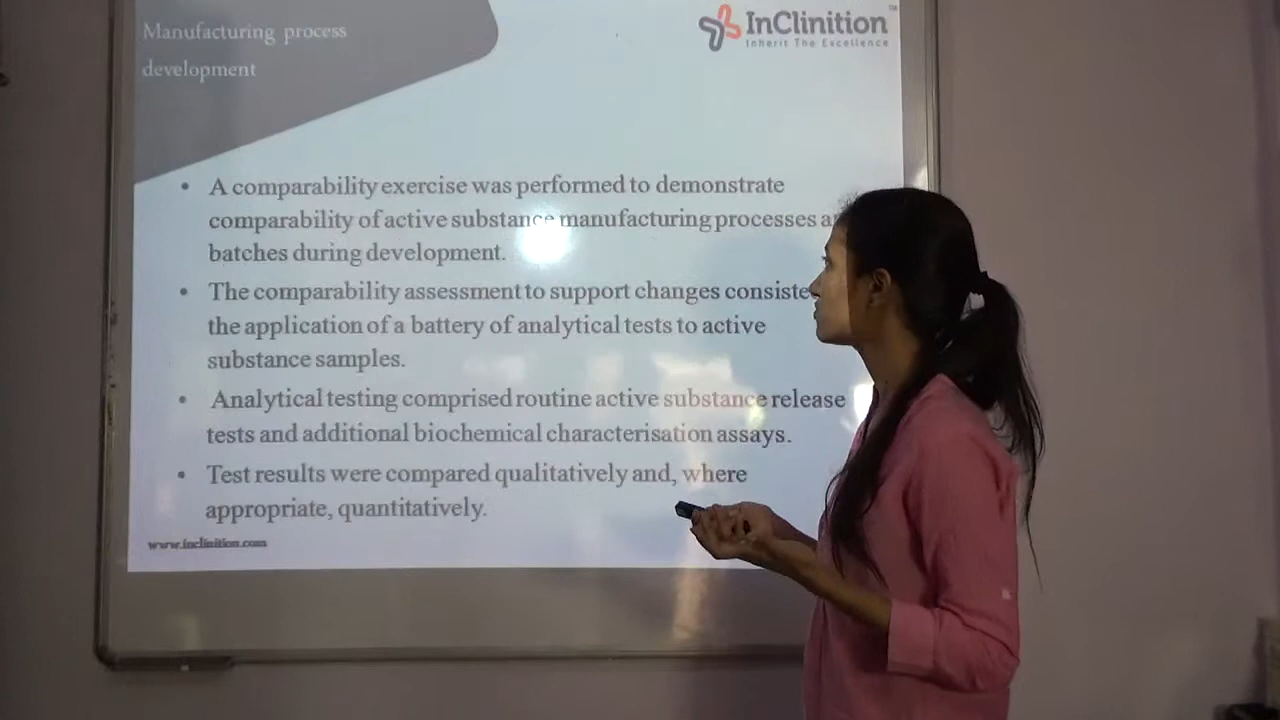 Manufacturing process
development
InClinition
TM
Inherit The Excellence
• A comparability exercise was performed to demonstrate
comparability of active substance manufacturing processes
batches during development.
• The comparability assessment to support changes
the application of a battery of analytical tests to active
substance samples.
• Analytical testing comprised routine active substance release
tests and additional biochemical characterisation assays.
• Test results were compared qualitatively and, where
appropriate, quantitatively.
www.inclinition.com